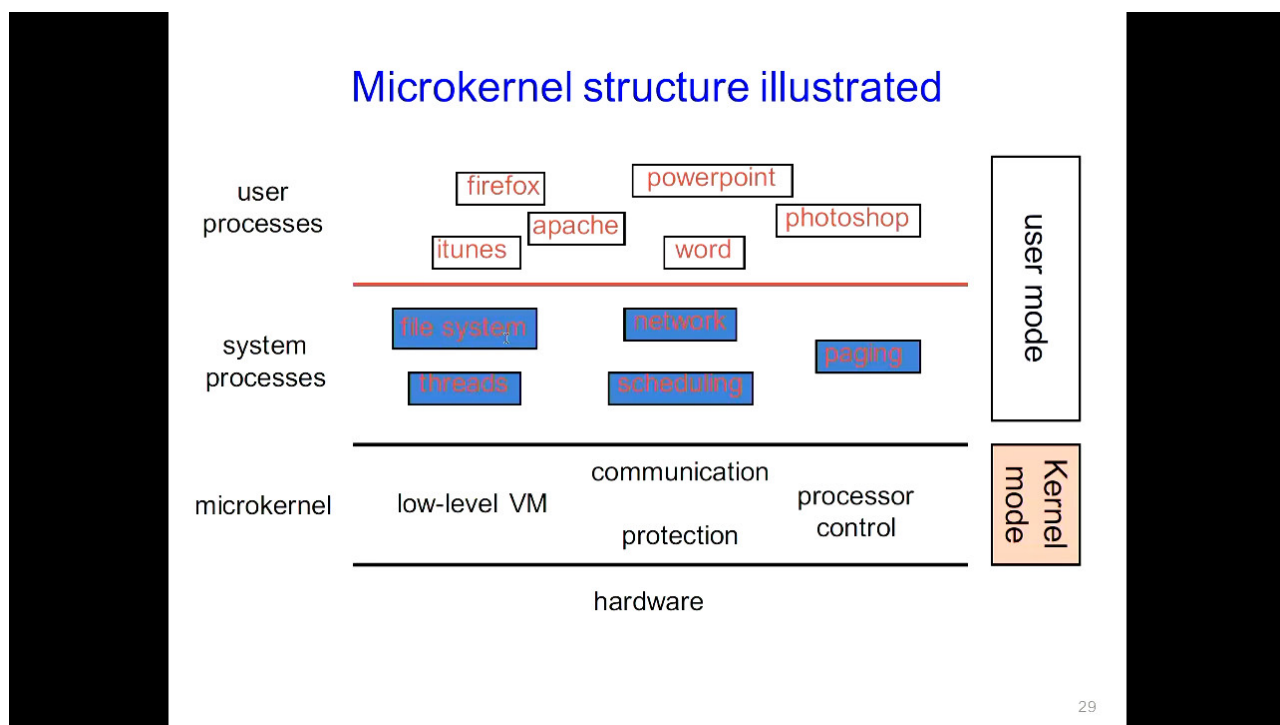 Microkernel structure illustrated
user
processes
firefox
powerpoint
apache
photoshop
itunes
word
user mode
system
processes
file system
network
paging
threads
scheduling
microkernel
communication
low-level VM
processor
control
protection
Kernel
mode
hardware
29